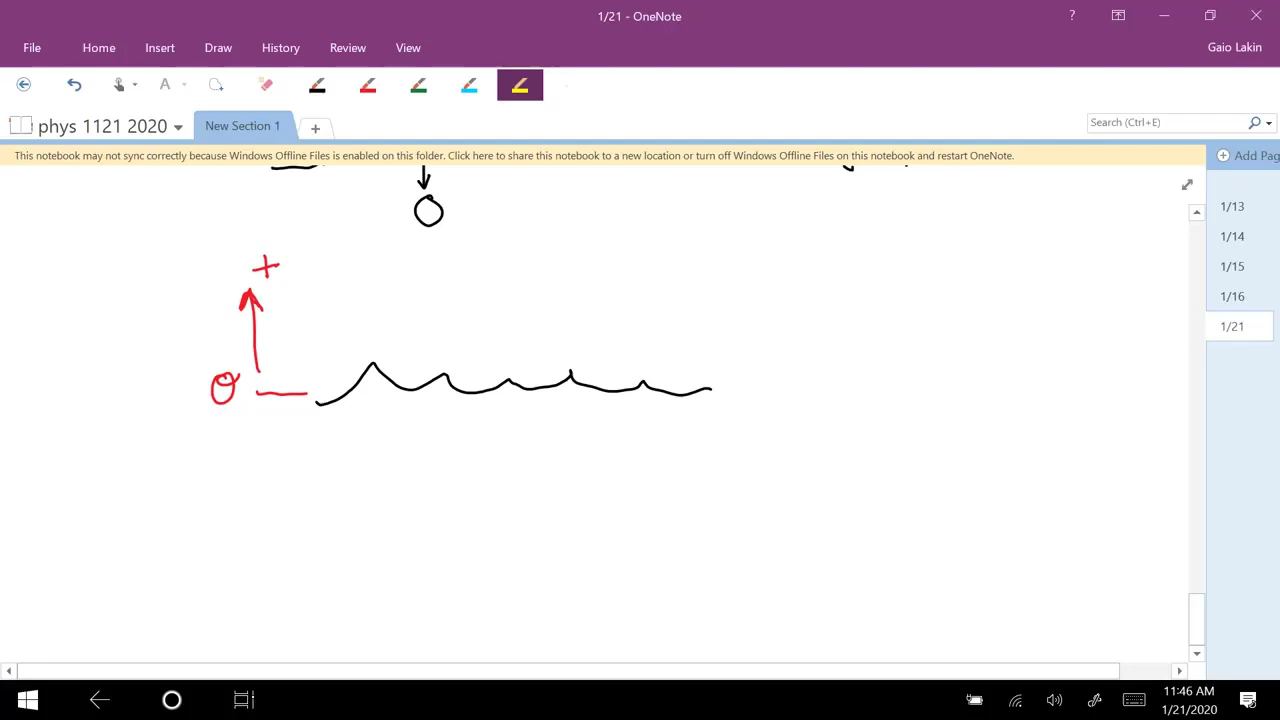 1/21 - OneNote
?
File Home Insert Draw History Review View
Gaio Lakin
A
phys 1121 2020
New Section 1
+
Search (Ctrl+E)
This notebook may not sync correctly because Windows Offline Files is enabled on this folder. Click here to share this notebook to a new location or turn off Windows Offline Files on this notebook and restart OneNote.
Add Pag
1/13
1/14
1/15
1/16
1/21
+
0
11:46 AM
1/21/2020